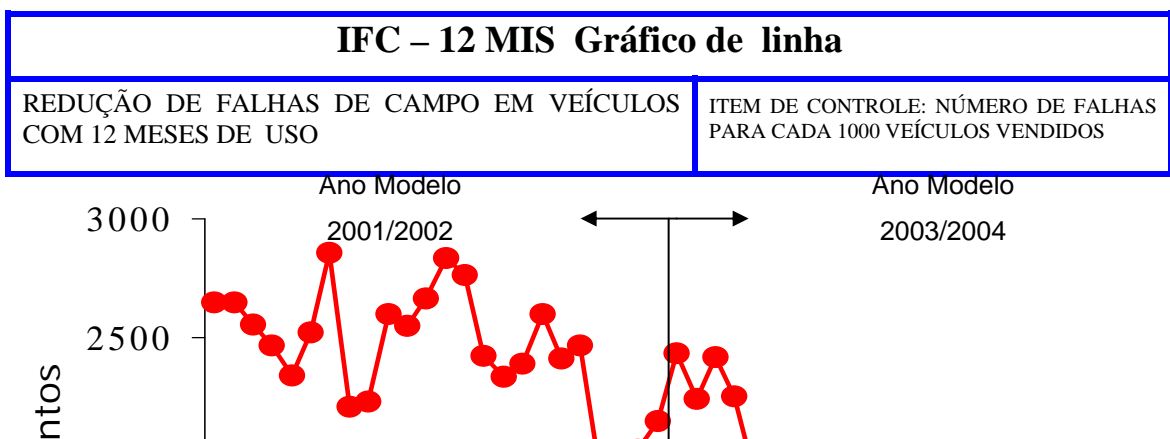 IFC – 12 MIS Gráfico de linha
REDUÇÃO DE FALHAS DE CAMPO EM VEÍCULOS
COM 12 MESES DE USO
ITEM DE CONTROLE: NÚMERO DE FALHAS
PARA CADA 1000 VEÍCULOS VENDIDOS
Ano Modelo
2001/2002
Ano Modelo
2003/2004
3000
2500
ntos